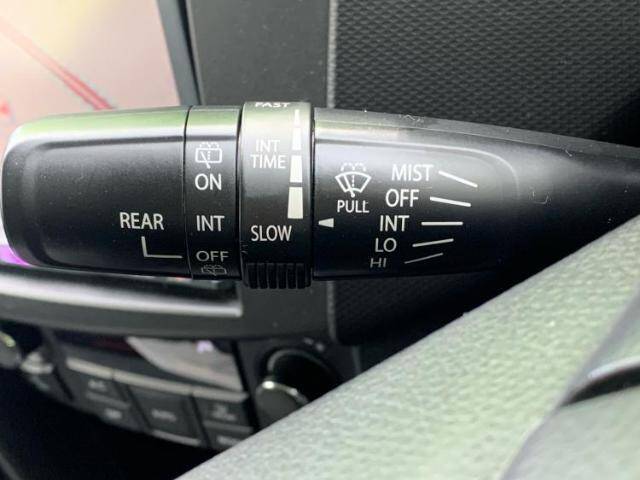 REAR
ON
INT
OFF
FAST
INT
TIME
SLOW
PULL
MIST
OFF
INT
LO
HI